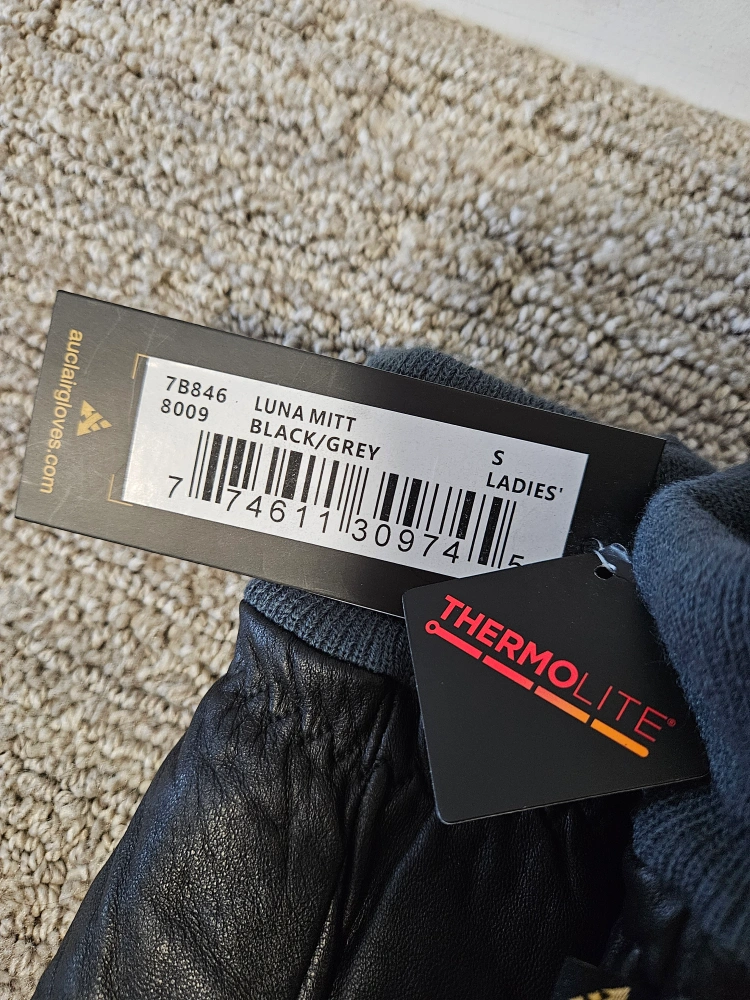 auclairgloves.com
7B846 LUNA MITT
8009 BLACK/GREY
S
LADIES'
7 74611 30974 5
THERMOLITE®